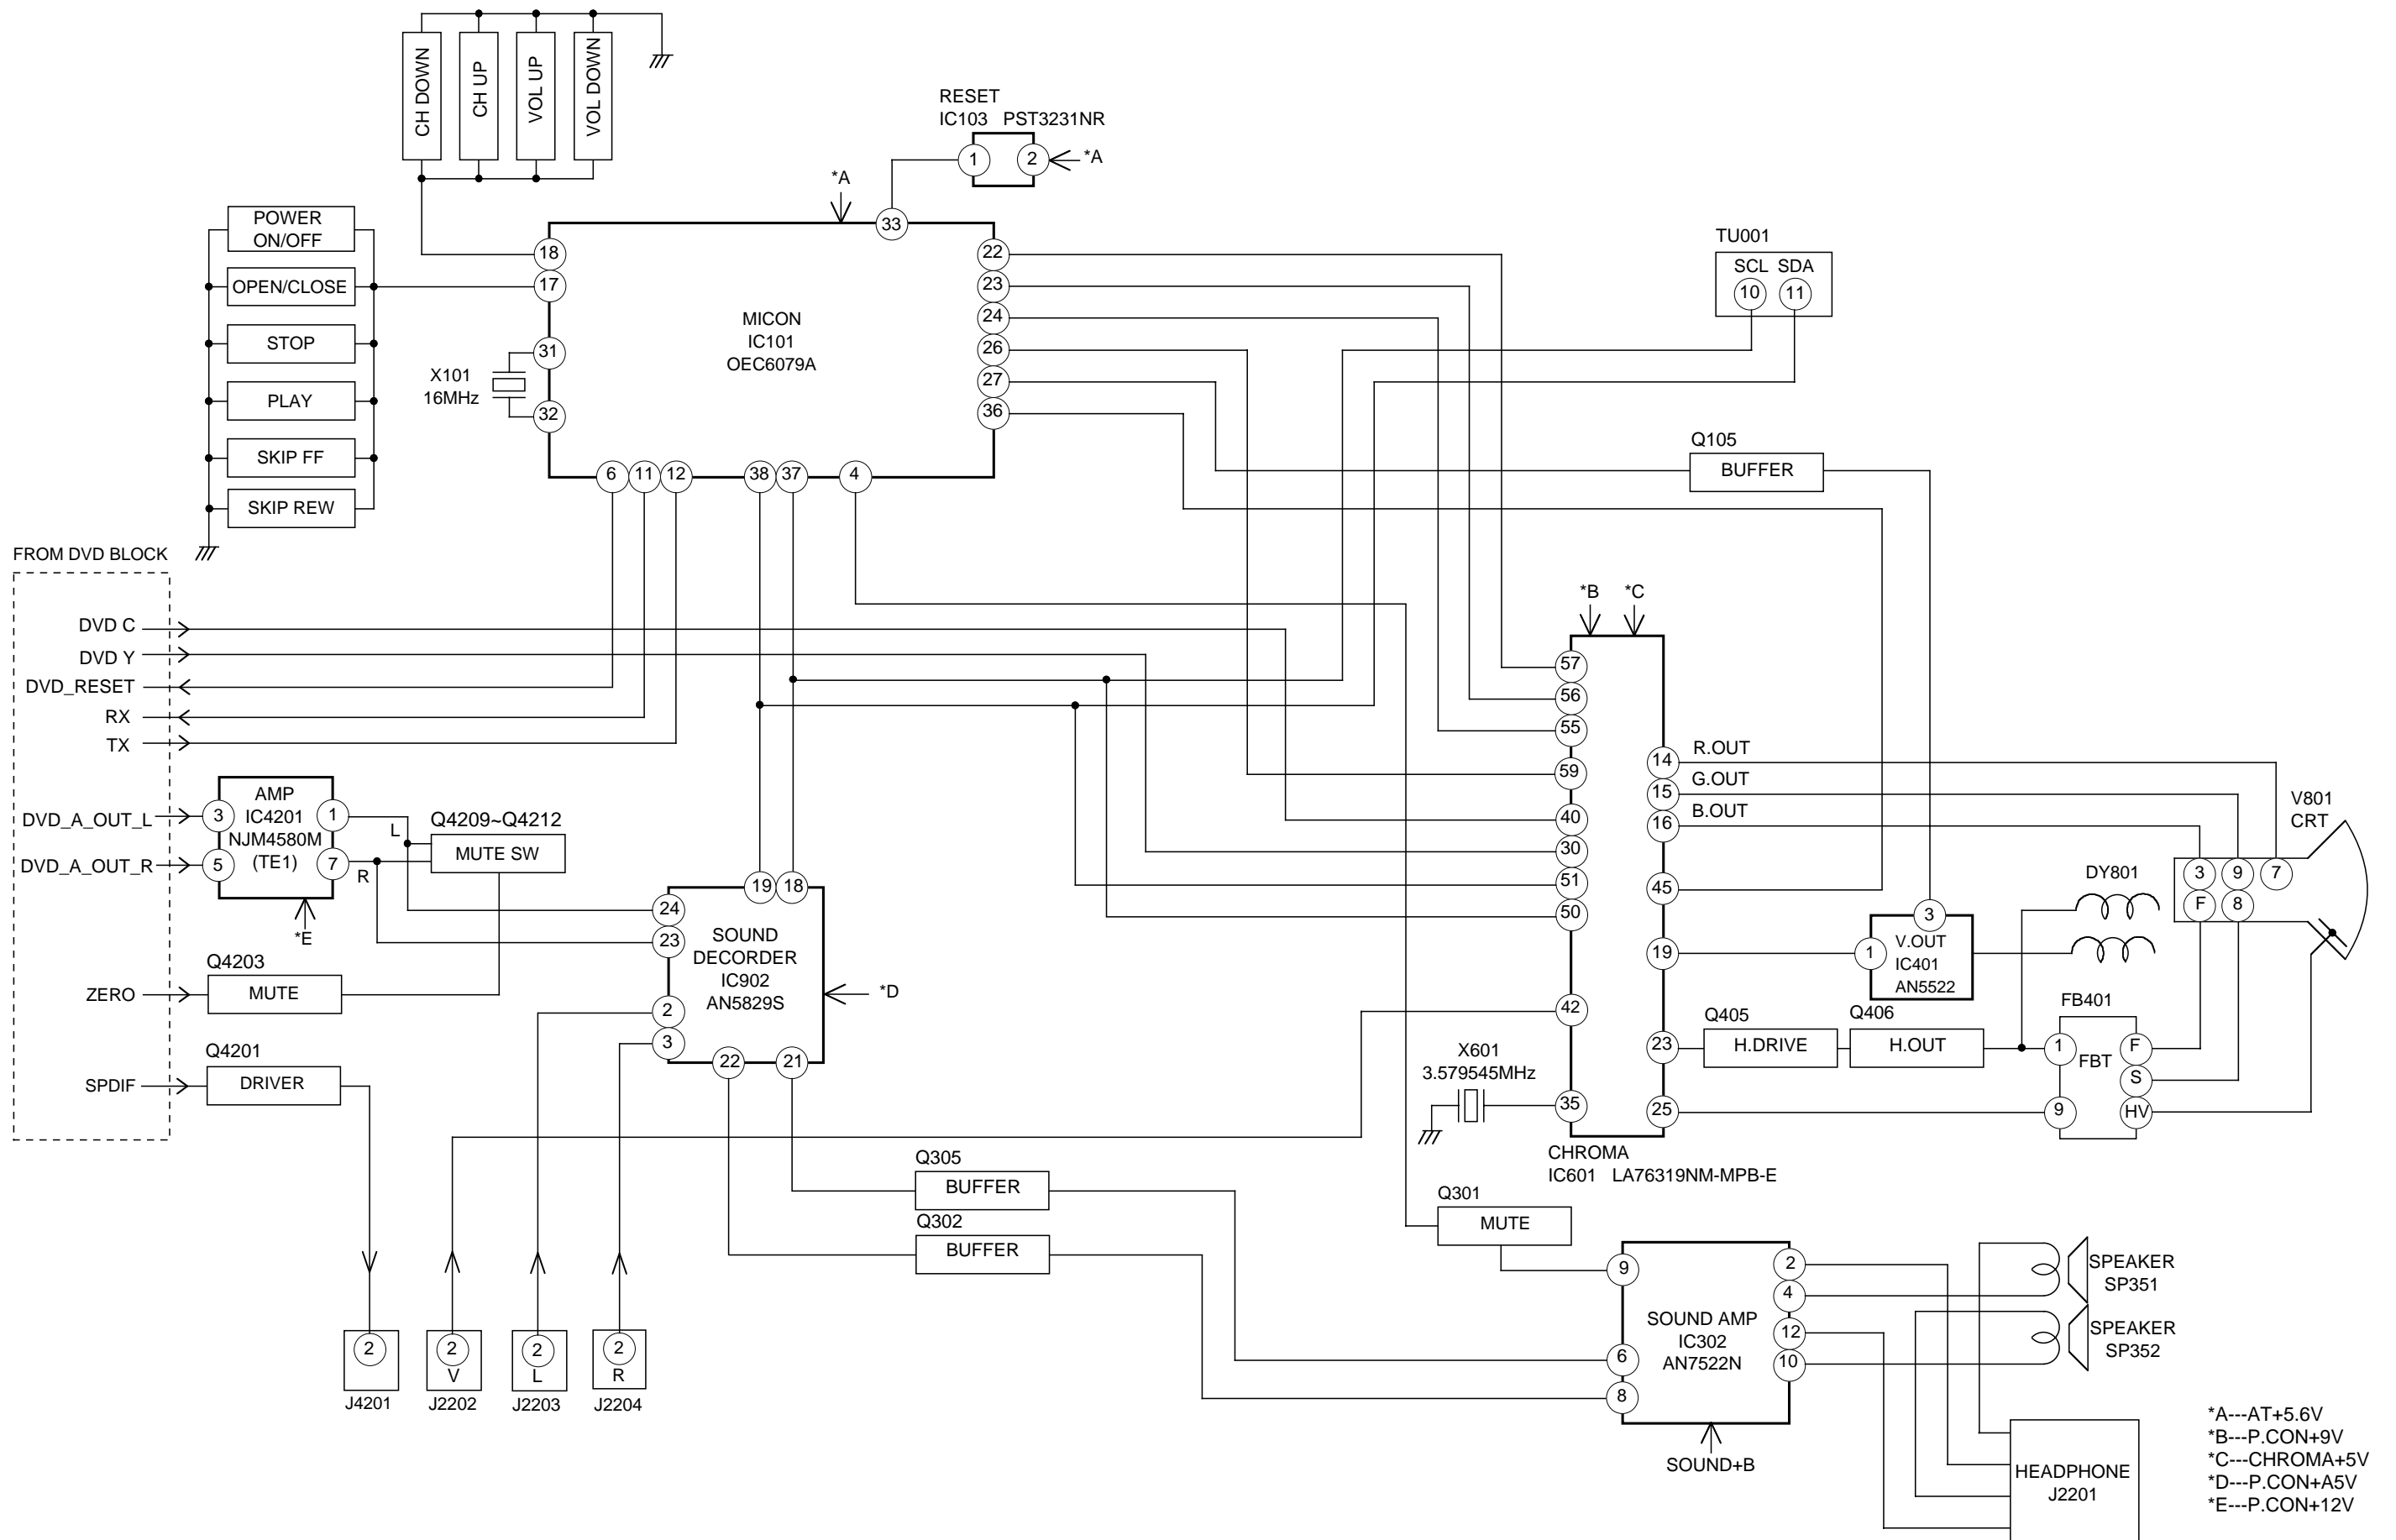 CH DOWN
CH UP
VOL UP
VOL DOWN
RESET
IC103 PST3231NR
1
2
*A
*A
33
POWER
ON/OFF
OPEN/CLOSE
STOP
PLAY
SKIP FF
SKIP REW
18
17
31
32
X101
16MHz
MICON
IC101
OEC6079A
22
23
24
26
27
36
6
11
12
38
37
4
TU001
SCL SDA
10
11
Q105
BUFFER
FROM DVD BLOCK
DVD C
DVD Y
DVD_RESET
RX
TX
DVD_A_OUT_L
DVD_A_OUT_R
ZERO
SPDIF
3
5
AMP
IC4201
NJM4580M
(TE1)
1
7
L
R
*E
Q4209~Q4212
MUTE SW
Q4203
MUTE
Q4201
DRIVER
19
18
24
23
2
3
22
21
SOUND
DECORDER
IC902
AN5829S
*D
*B
*C
57
56
55
59
40
30
51
50
42
35
14
15
16
45
19
23
25
R.OUT
G.OUT
B.OUT
X601
3.579545MHz
CHROMA
IC601 LA76319NM-MPB-E
3
1
V.OUT
IC401
AN5522
Q405
H.DRIVE
Q406
H.OUT
DY801
V801
CRT
3
9
7
F
8
FB401
FBT
1
9
F
S
HV
Q305
BUFFER
Q302
BUFFER
Q301
MUTE
9
6
8
SOUND AMP
IC302
AN7522N
2
4
12
10
SOUND+B
SPEAKER
SP351
SPEAKER
SP352
HEADPHONE
J2201
2
J4201
2
V
J2202
2
L
J2203
2
R
J2204
*A---AT+5.6V
*B---P.CON+9V
*C---CHROMA+5V
*D---P.CON+A5V
*E---P.CON+12V